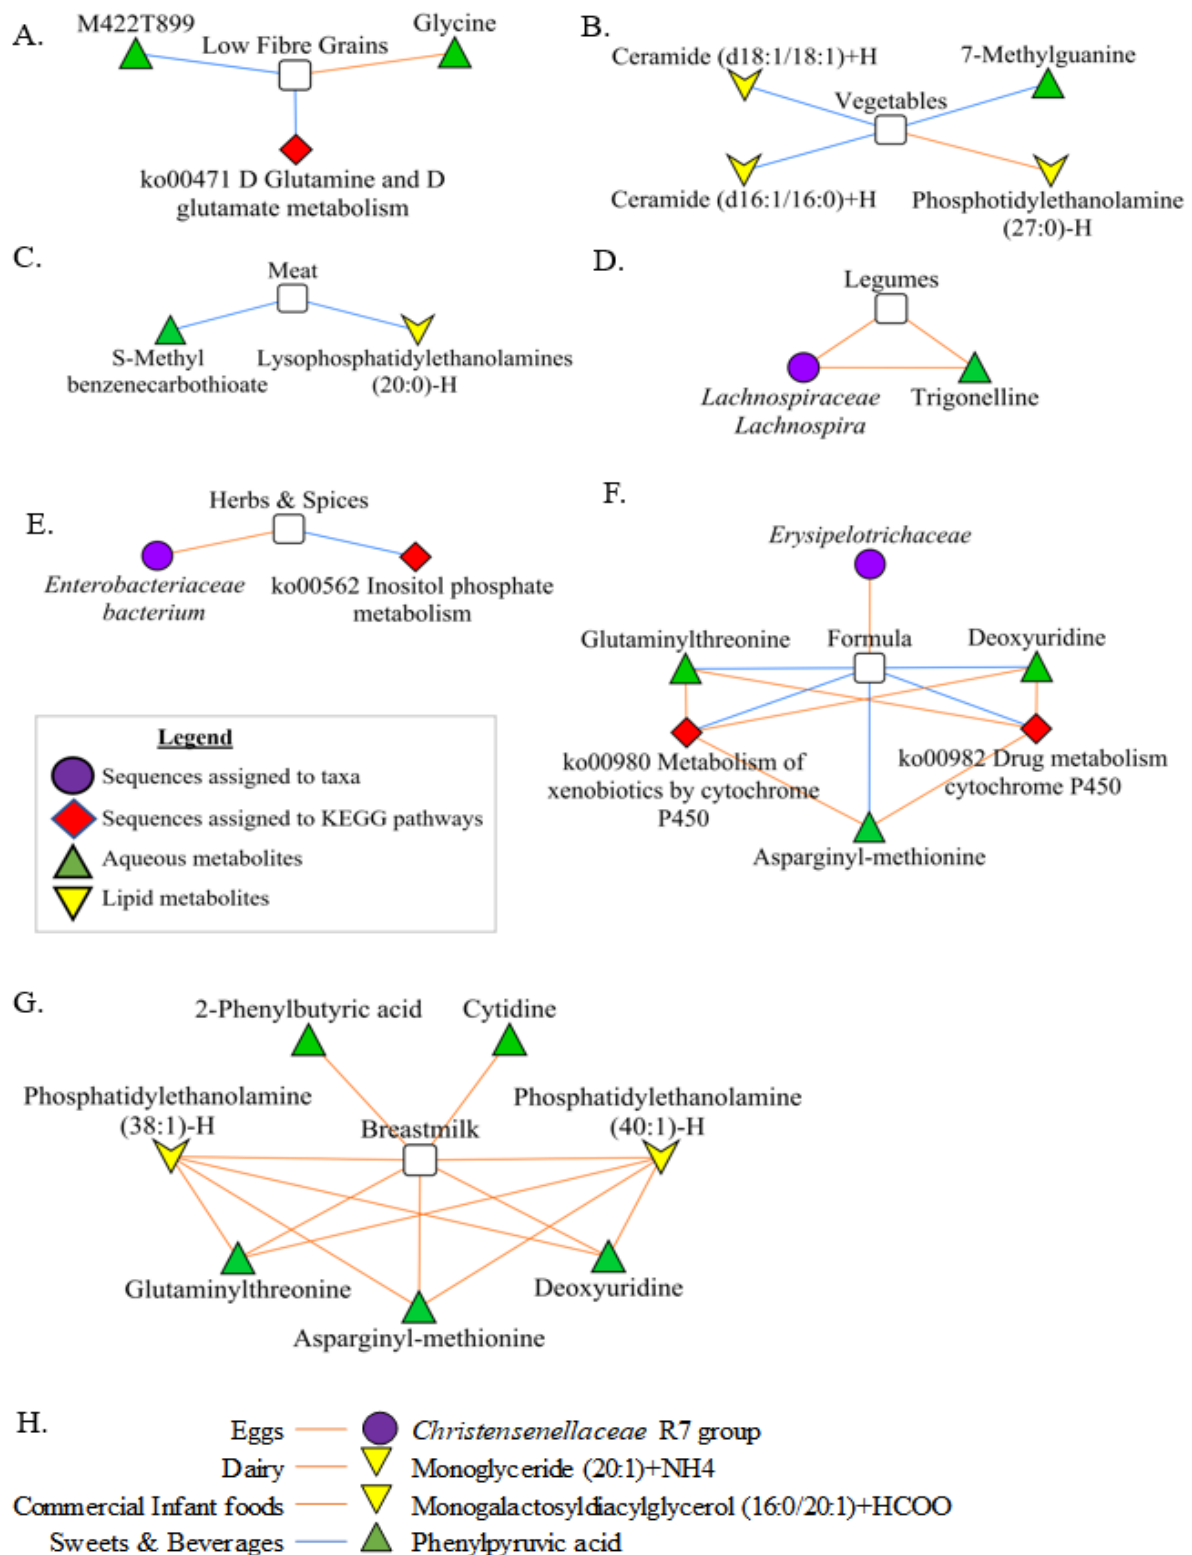 A.
M422T899
Glycine
Low Fibre Grains
ko00471 D Glutamine and D
glutamate metabolism
B.
Ceramide (d18:1/18:1)+H
7-Methylguanine
Vegetables
Ceramide (d16:1/16:0)+H
Phosphotidylethanolamine
(27:0)-H
C.
Meat
S-Methyl
benzenecarbothioate
Lysophosphatidylethanolamines
(20:0)-H
D.
Legumes
Lachnospiraceae
Lachnospira
Trigonelline
E.
Herbs & Spices
Enterobacteriaceae
bacterium
ko00562 Inositol phosphate
metabolism
F.
Erysipelotrichaceae
Glutaminylthreonine
Formula
Deoxyuridine
ko00980 Metabolism of
xenobiotics by cytochrome
P450
ko00982 Drug metabolism
cytochrome P450
Asparginyl-methionine
Legend
Sequences assigned to taxa
Sequences assigned to KEGG pathways
Aqueous metabolites
Lipid metabolites
G.
2-Phenylbutyric acid
Cytidine
Phosphatidylethanolamine
(38:1)-H
Phosphatidylethanolamine
(40:1)-H
Breastmilk
Glutaminylthreonine
Deoxyuridine
Asparginyl-methionine
H.
Eggs Christensenellaceae R7 group
Dairy Monoglyceride (20:1)+NH4
Commercial Infant foods Monogalactosyldiacylglycerol (16:0/20:1)+HCOO
Sweets & Beverages Phenylpyruvic acid